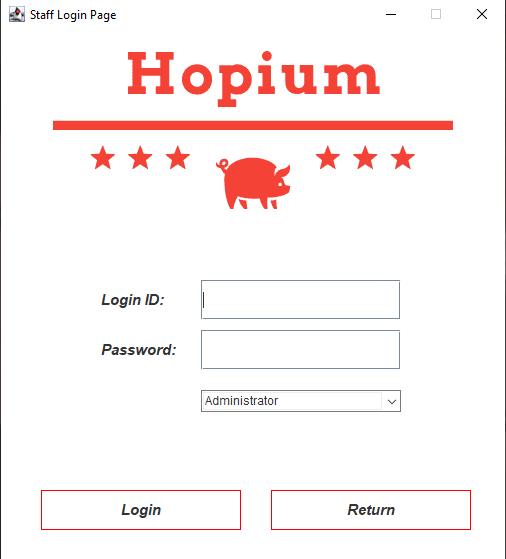 Staff Login Page
Hopium
Login ID:
Password:
Administrator
Login Return